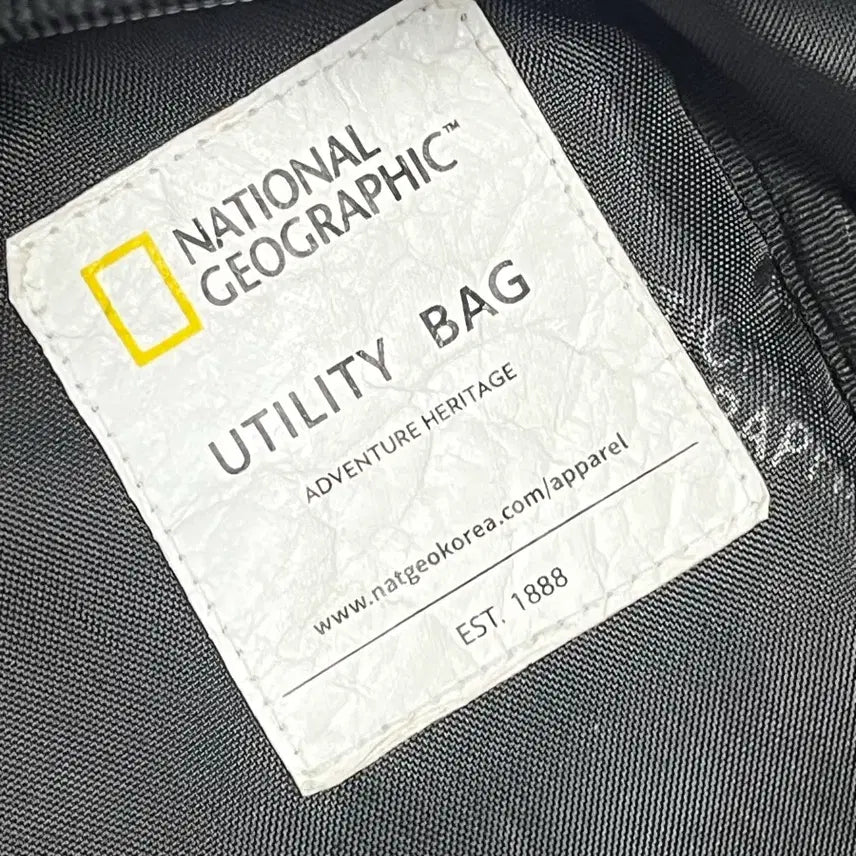 NATIONAL
GEOGRAPHIC™
UTILITY BAG
ADVENTURE HERITAGE
www.natgeokorea.com/apparel
EST. 1888